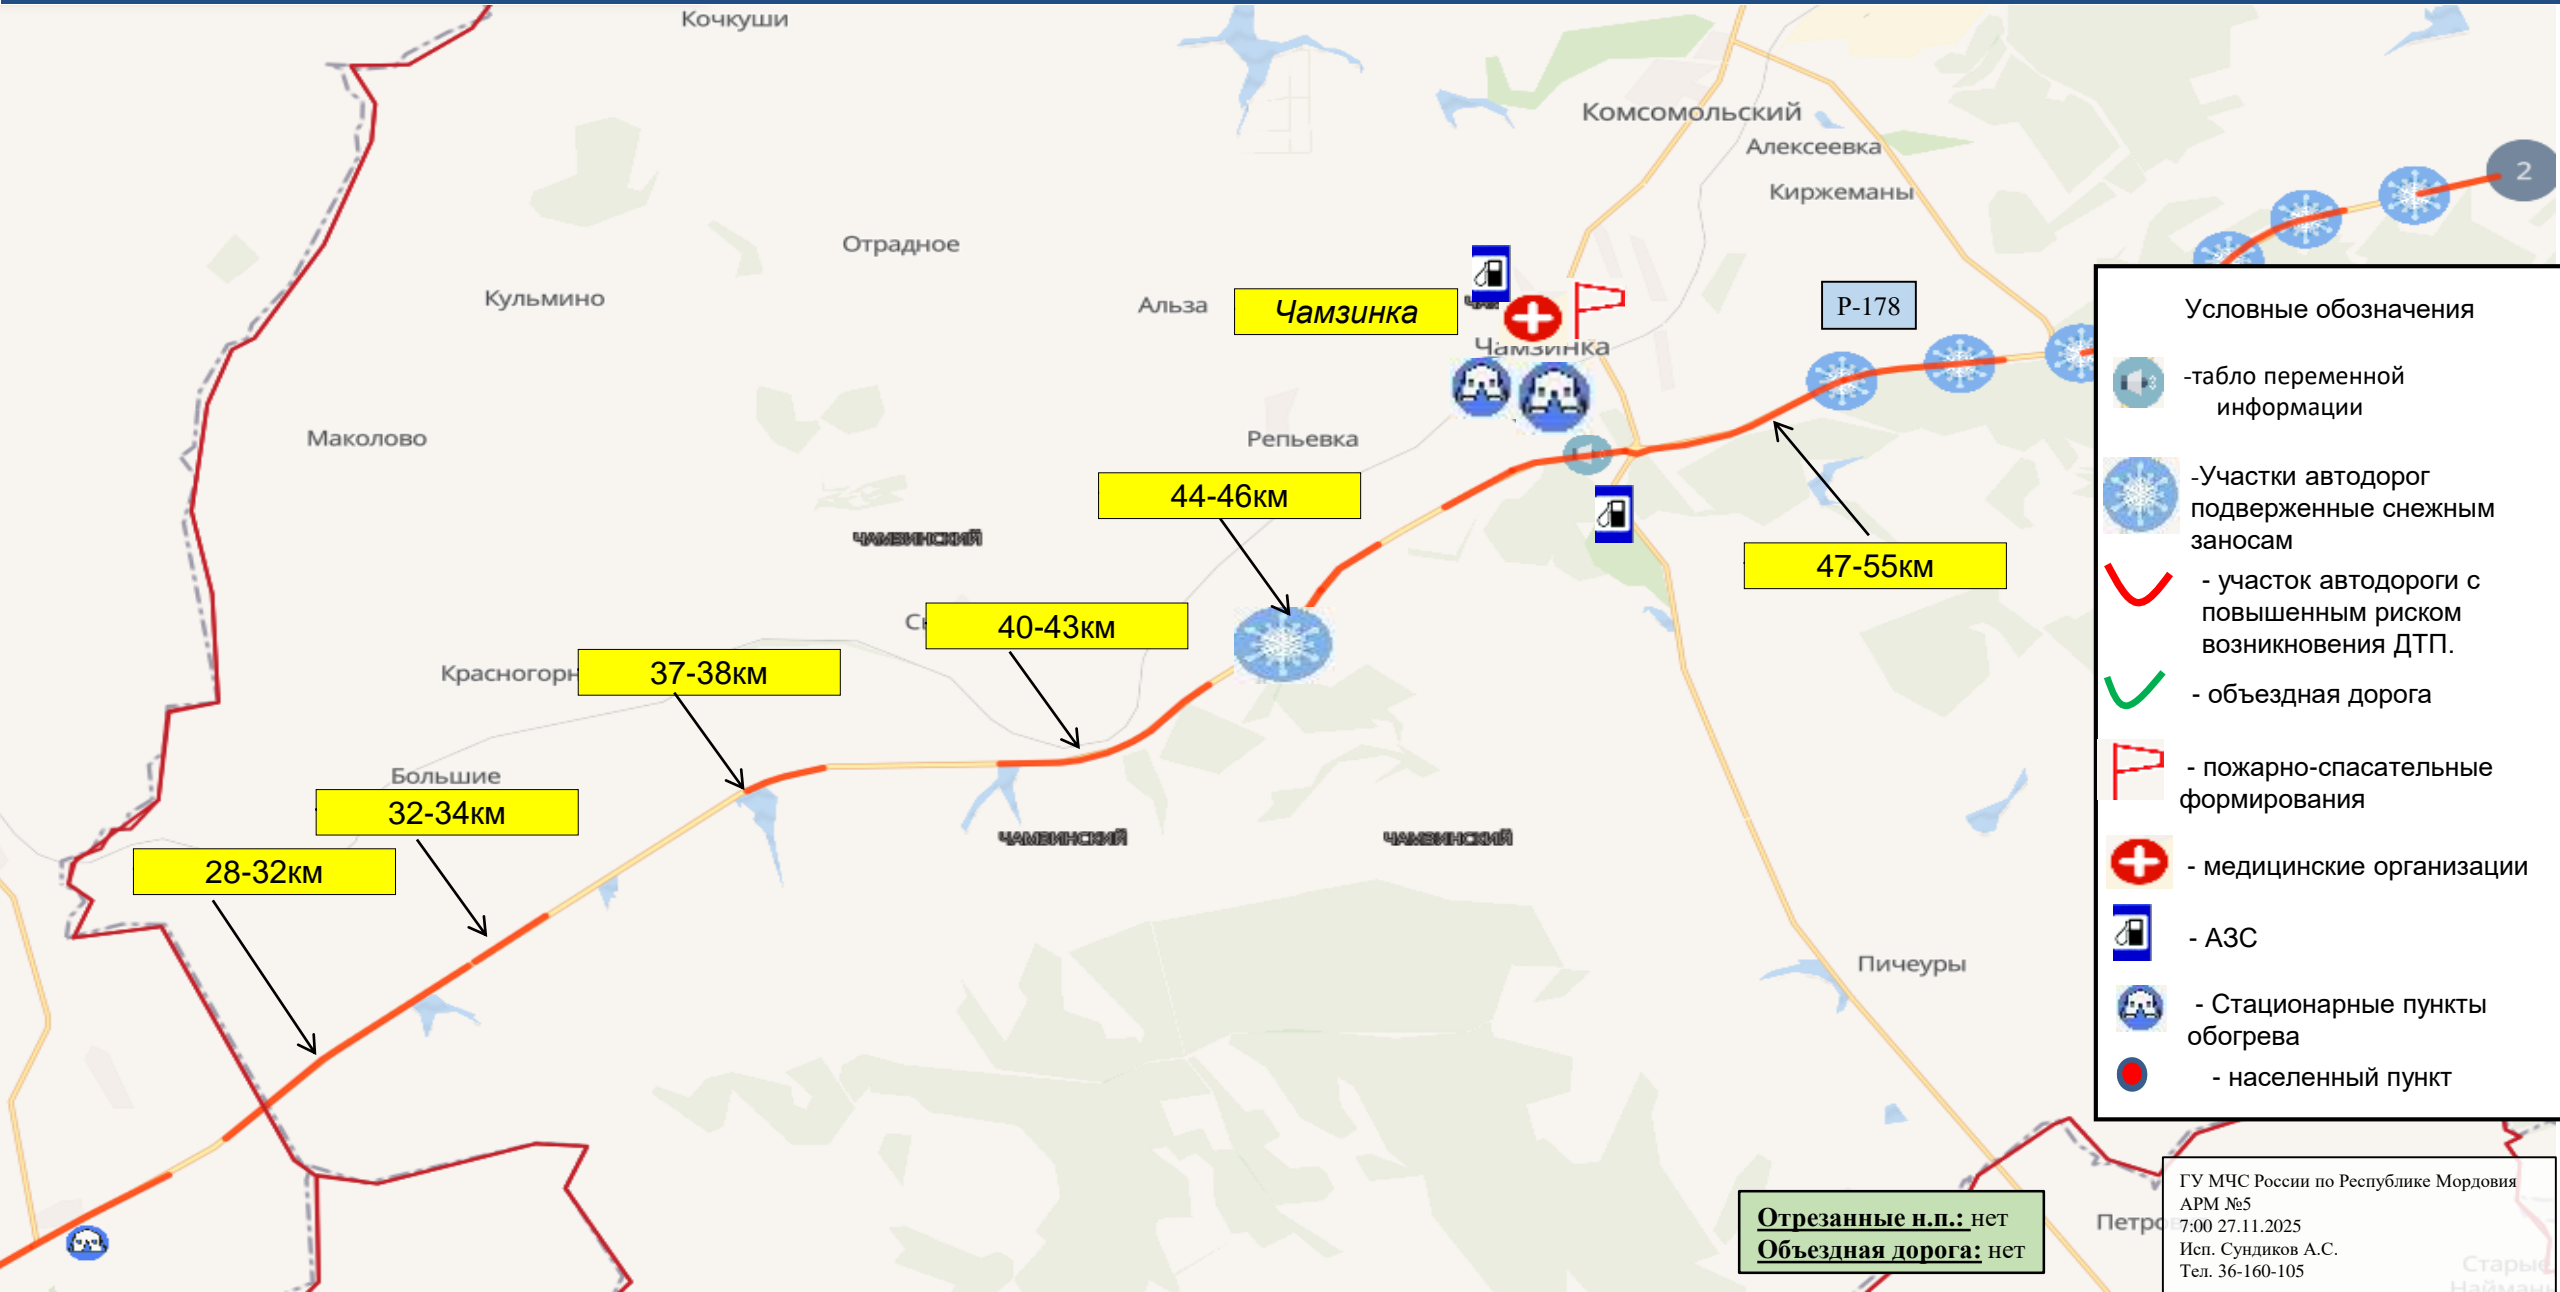 Кочкуши
Комсомольский
Алексеевка
Киржеманы
2
Отрадное
Кульмино
Альза
Чамзинка
Р-178
Чамзинка
Маколово
Репьевка
44-46км
ЧАМЗИНСКИЙ
47-55км
40-43км
37-38км
Большие
32-34км
28-32км
ЧАМЗИНСКИЙ
ЧАМЗИНСКИЙ
Пичеуры
Условные обозначения
-табло переменной
информации
-Участки автодорог
подверженные снежным
заносам
- участок автодороги с
повышенным риском
возникновения ДТП.
- объездная дорога
- пожарно-спасательные
формирования
- медицинские организации
- АЗС
- Стационарные пункты
обогрева
- населенный пункт
Отрезанные н.п.: нет
Объездная дорога: нет
ГУ МЧС России по Республике Мордовия
АРМ №5
7:00 27.11.2025
Исп. Сундиков А.С.
Тел. 36-160-105
Старые